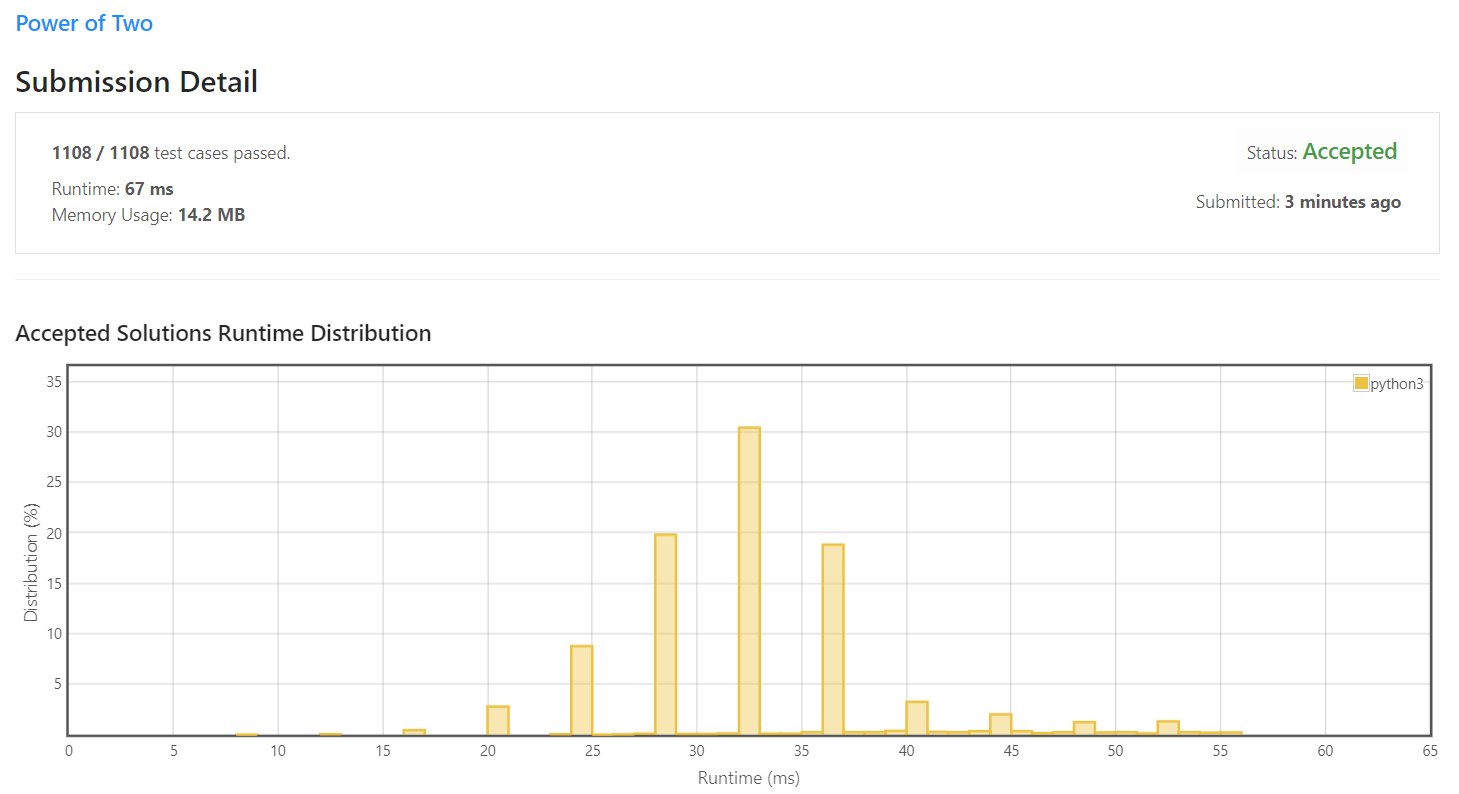 Power of Two
Submission Detail
1108 / 1108 test cases passed.
Status: Accepted
Runtime: 67 ms
Submitted: 3 minutes ago
Memory Usage: 14.2 MB
Accepted Solutions Runtime Distribution
python3
Distribution (%)
35
30
25
20
15
10
5
0 5 10 15 20 25 30 35 40 45 50 55 60 65
Runtime (ms)